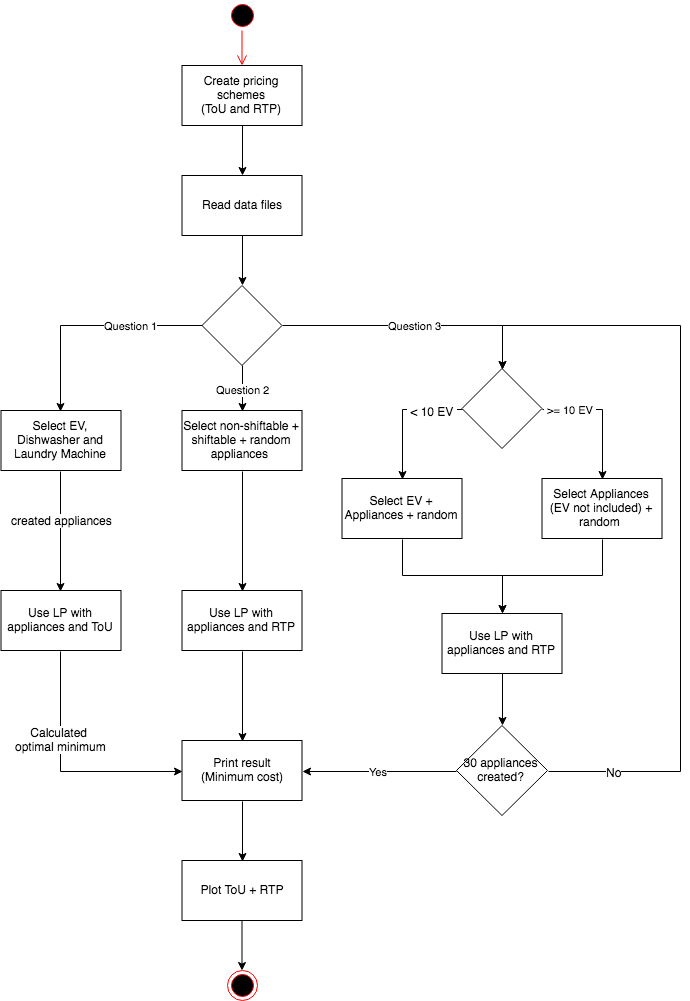 Create pricing
schemes
(ToU and RTP)
Read data files
Question 1
Question 3
Question 2
< 10 EV
>= 10 EV
Select EV,
Dishwasher and
Laundry Machine
Select non-shiftable +
shiftable + random
appliances
Select EV +
Appliances + random
Select Appliances
(EV not included) +
random
created appliances
Use LP with
appliances and ToU
Use LP with
appliances and RTP
Use LP with
appliances and RTP
Calculated
optimal minimum
Print result
(Minimum cost)
Yes
30 appliances
created?
No
Plot ToU + RTP